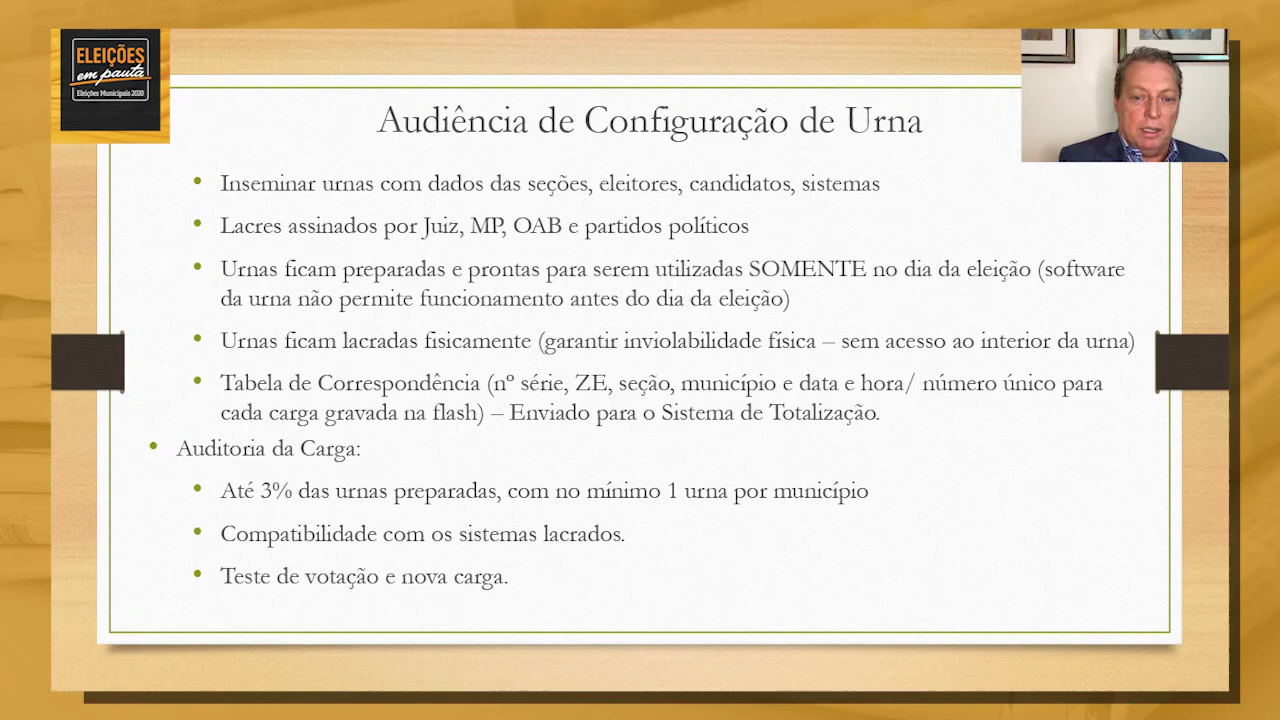 ELEIÇÕES
em pauta
Eleições Municipais 2020
Audiência de Configuração de Urna
• Inseminar urnas com dados das seções, eleitores, candidatos, sistemas
• Lacres assinados por Juiz, MP, OAB e partidos políticos
• Urnas ficam preparadas e prontas para serem utilizadas SOMENTE no dia da eleição (software
da urna não permite funcionamento antes do dia da eleição)
• Urnas ficam lacradas fisicamente (garantir inviolabilidade física – sem acesso ao interior da urna)
• Tabela de Correspondência (nº série, ZE, seção, município e data e hora/ número único para
cada carga gravada na flash) – Enviado para o Sistema de Totalização.
• Auditoria da Carga:
• Até 3% das urnas preparadas, com no mínimo 1 urna por município
• Compatibilidade com os sistemas lacrados.
• Teste de votação e nova carga.